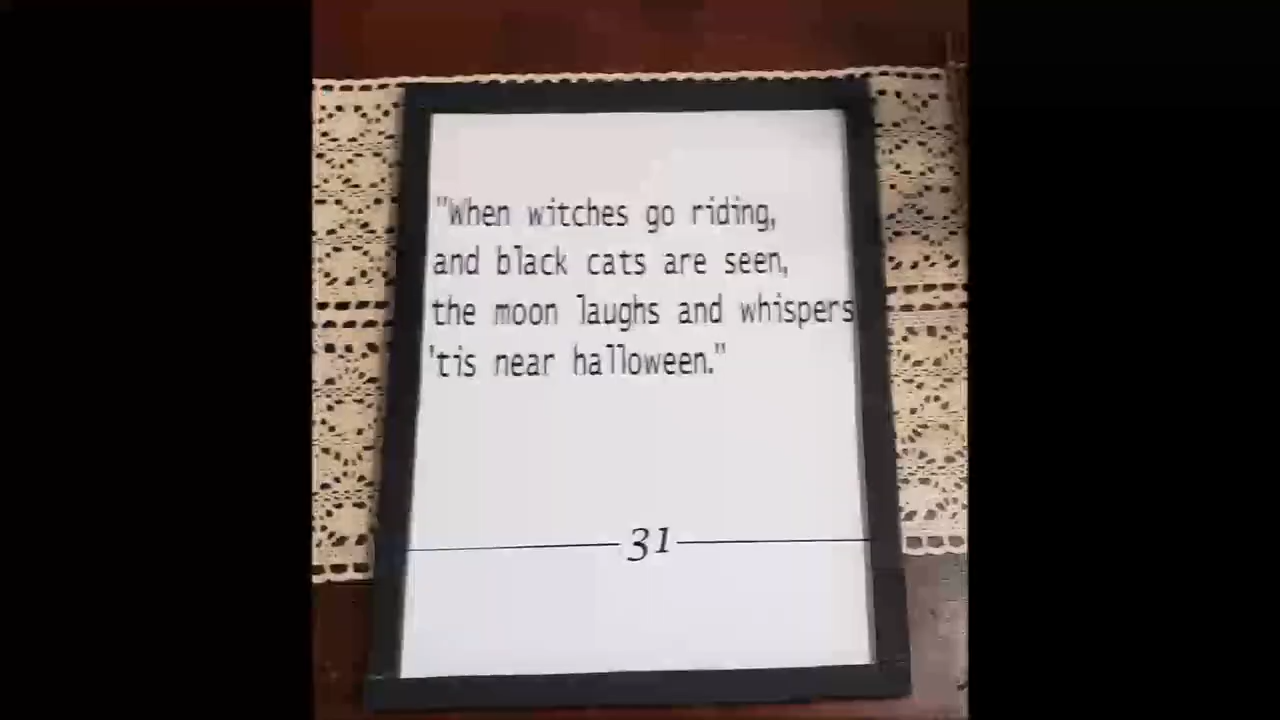 "When witches go riding,
and black cats are seen,
the moon laughs and whispers
'tis near halloween."
31